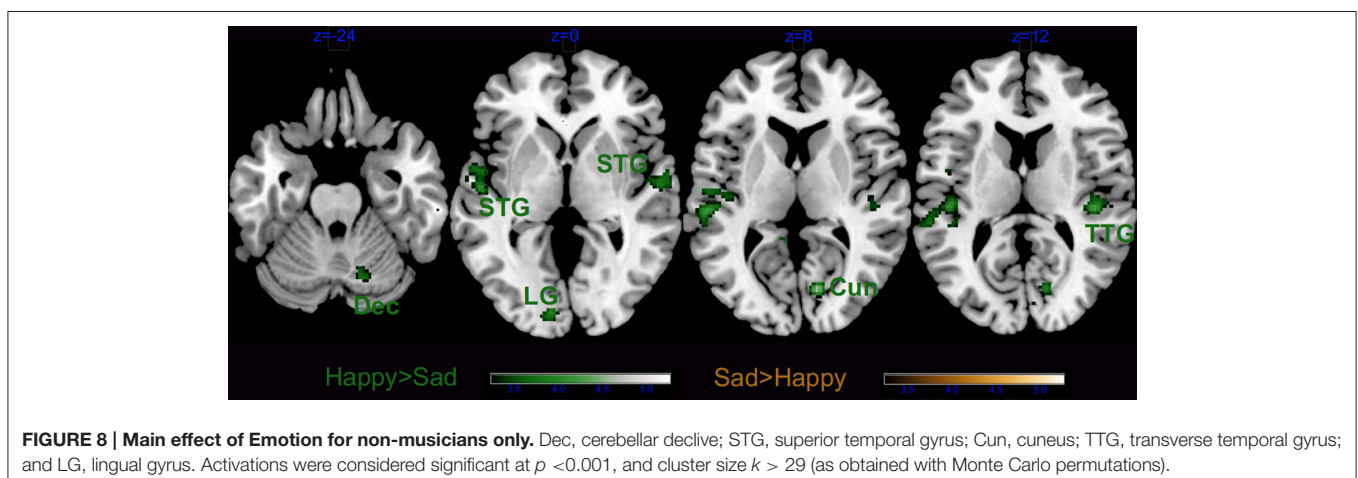 z=-24 z=0 z=8 z=12
STG
STG
TTG
LG Cun
Dec
Happy>Sad 3.5 4.0 4.5 5.0 Sad>Happy 3.5 4.0 4.5 5.0
FIGURE 8 | Main effect of Emotion for non-musicians only. Dec, cerebellar declive; STG, superior temporal gyrus; Cun, cuneus; TTG, transverse temporal gyrus;
and LG, lingual gyrus. Activations were considered significant at p <0.001, and cluster size k > 29 (as obtained with Monte Carlo permutations).